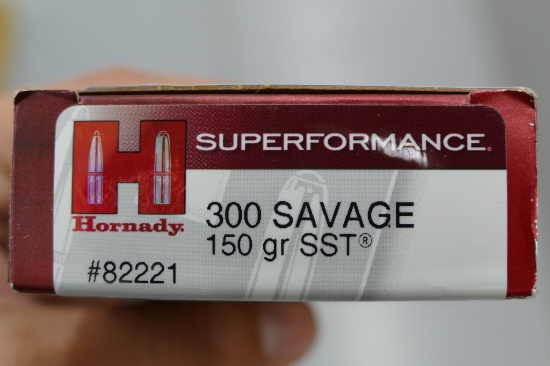 SUPERFORMANCE®
H
Hornady®
300 SAVAGE
150 gr SST®
#82221